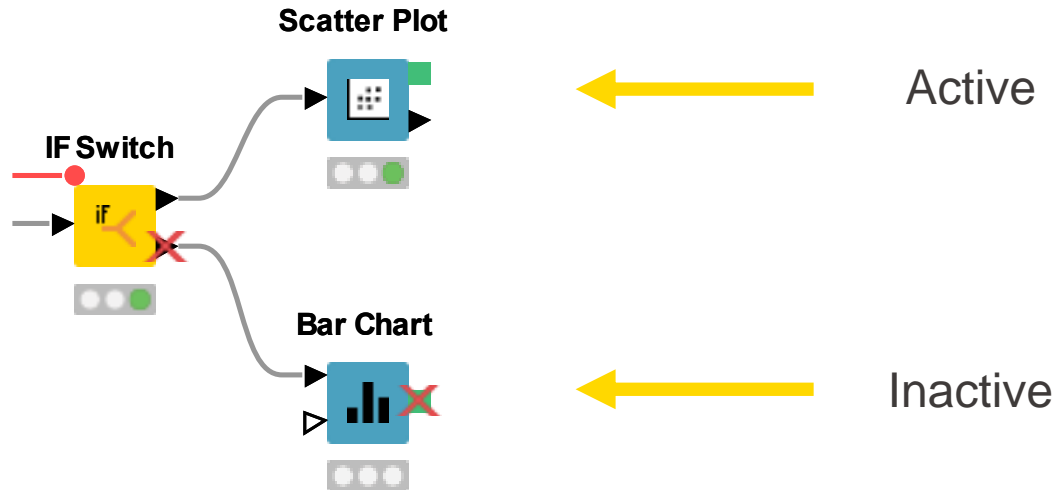 Scatter Plot
Active
IF Switch
iF
Bar Chart
Inactive